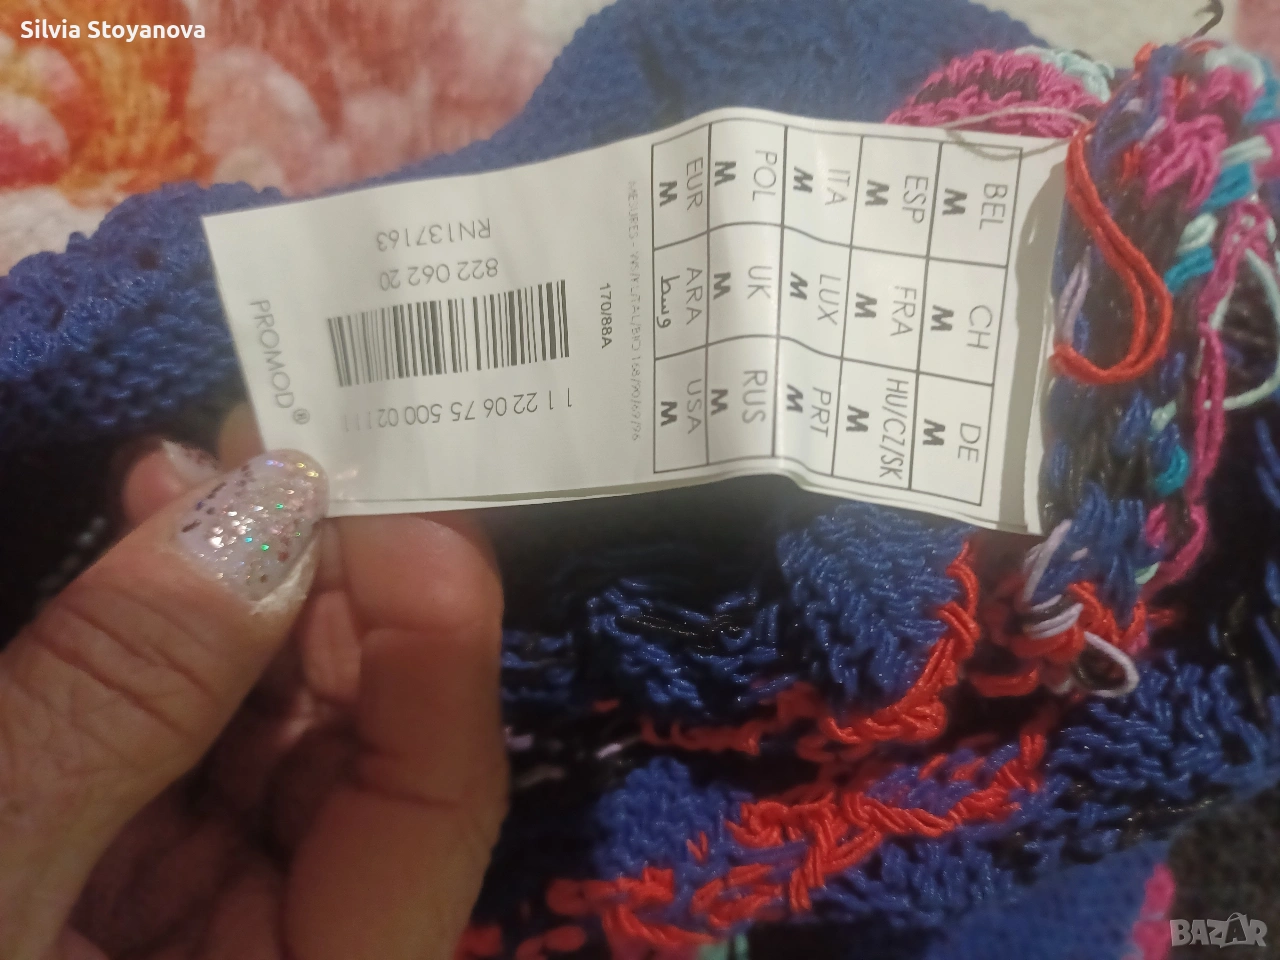 Silvia Stoyanova
BEL M CH M DE M
ESP M FRA M HU/CZ/SK M
ITA M LUX M PRT M
POL M UK M RUS M
EUR M ARA وسط USA M
170/88A
RN137163
822 062 20
1 1 22 06 75 500 02
PROMOD®
BAZAR